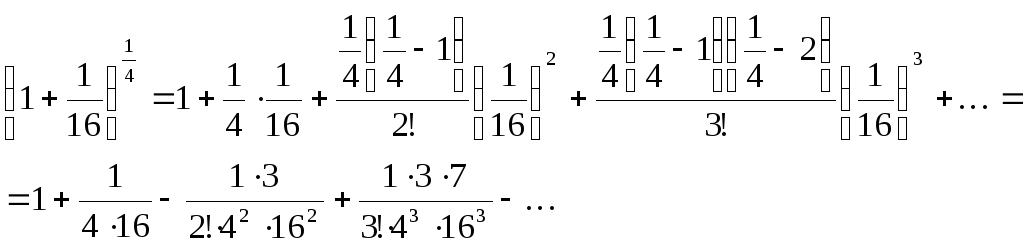 (1 + 1/16)^(1/4) = 1 + 1/4 · 1/16 + (1/4(1/4 - 1))/2! (1/16)^2 + (1/4(1/4 - 1)(1/4 - 2))/3! (1/16)^3 + … =
= 1 + 1/(4 · 16) - (1 · 3)/(2! · 4^2 · 16^2) + (1 · 3 · 7)/(3! · 4^3 · 16^3) - …